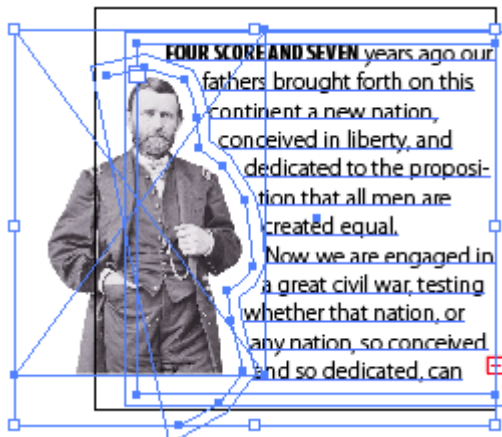 FOUR SCORE AND SEVEN years ago our
fathers brought forth on this
continent a new nation,
conceived in liberty, and
dedicated to the proposi-
tion that all men are
created equal.
Now we are engaged in
a great civil war, testing
whether that nation, or
any nation, so conceived
and so dedicated, can